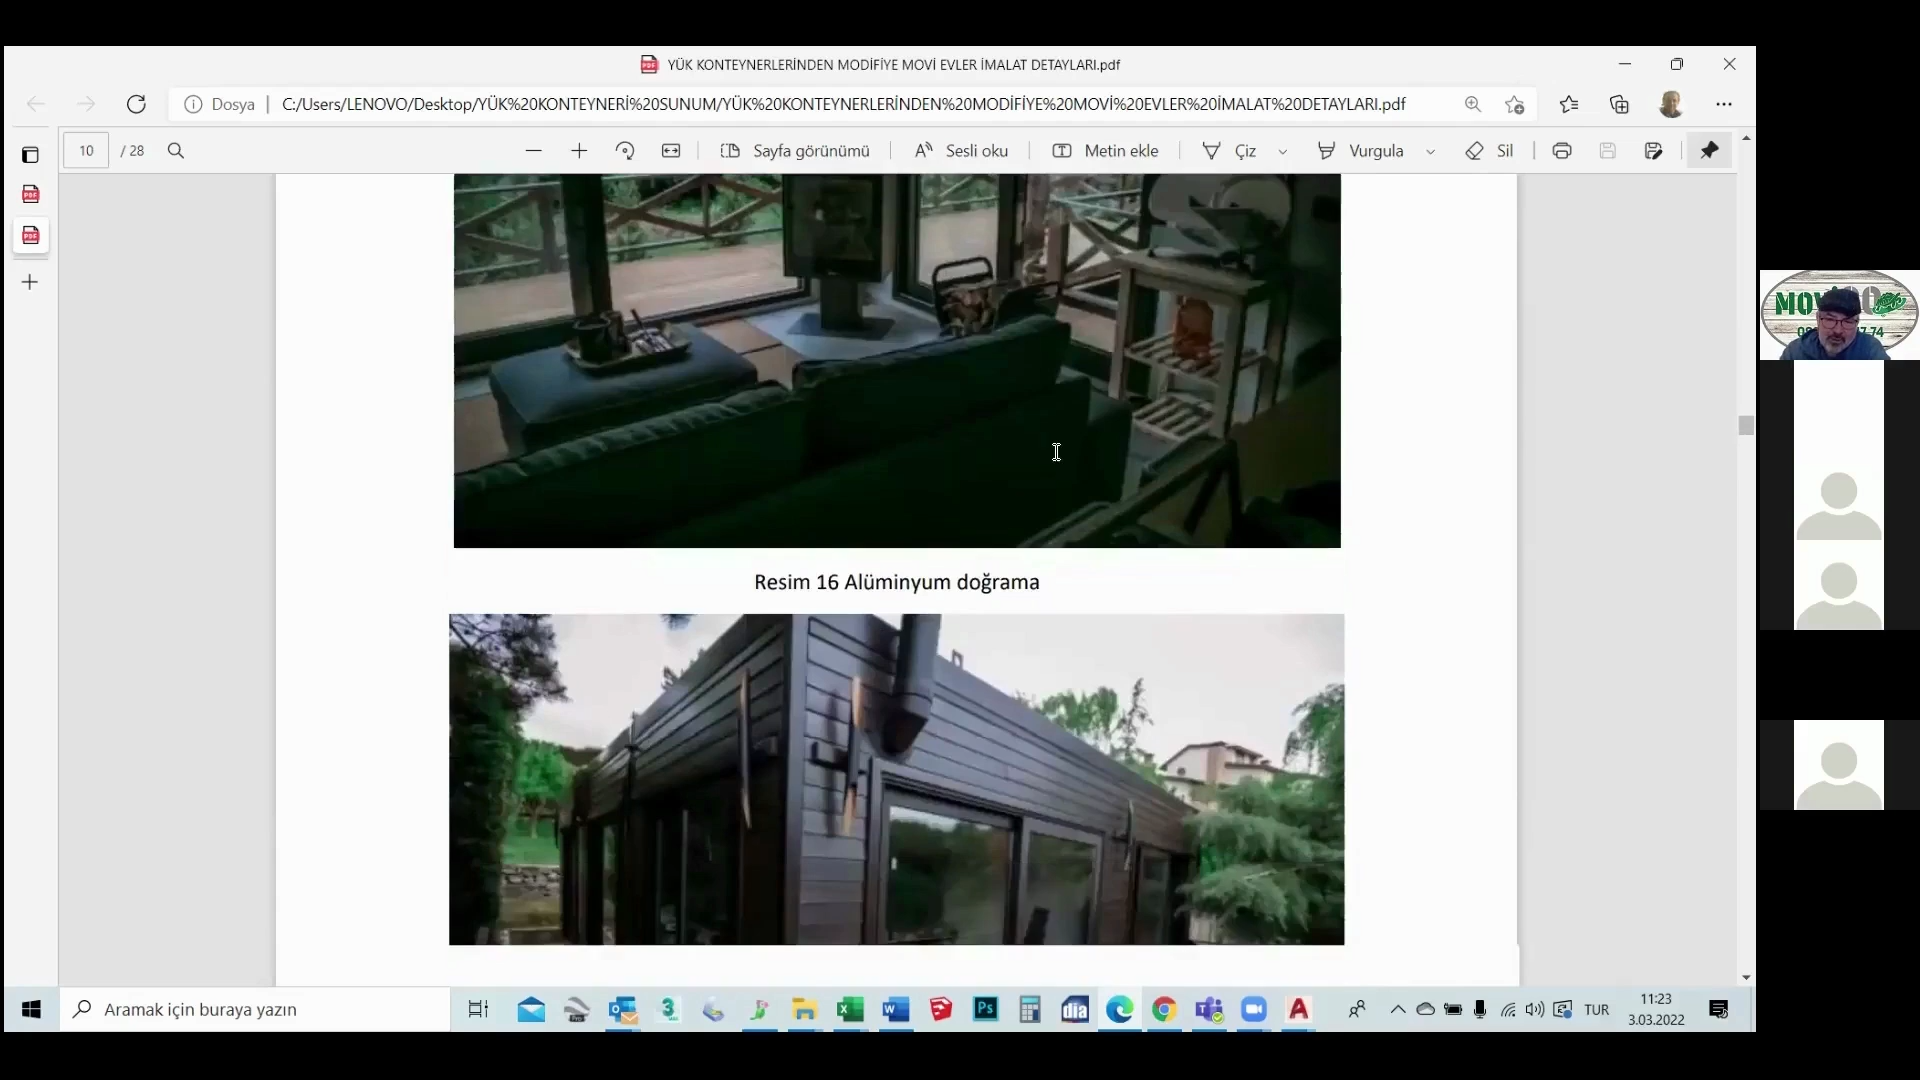 YÜK KONTEYNERLERİNDEN MODİFİYE MOVİ EVLER İMALAT DETAYLARI.pdf
Dosya | C:/Users/LENOVO/Desktop/YÜK%20KONTEYNERİ%20SUNUM/YÜK%20KONTEYNERLERİNDEN%20MODİFİYE%20MOVİ%20EVLER%20İMALAT%20DETAYLARI.pdf
10 / 28
Sayfa görünümü
Sesli oku
Metin ekle
Çiz
Vurgula
Sil
Resim 16 Alüminyum doğrama
Aramak için buraya yazın
Ps
dia
TUR
11:23
3.03.2022